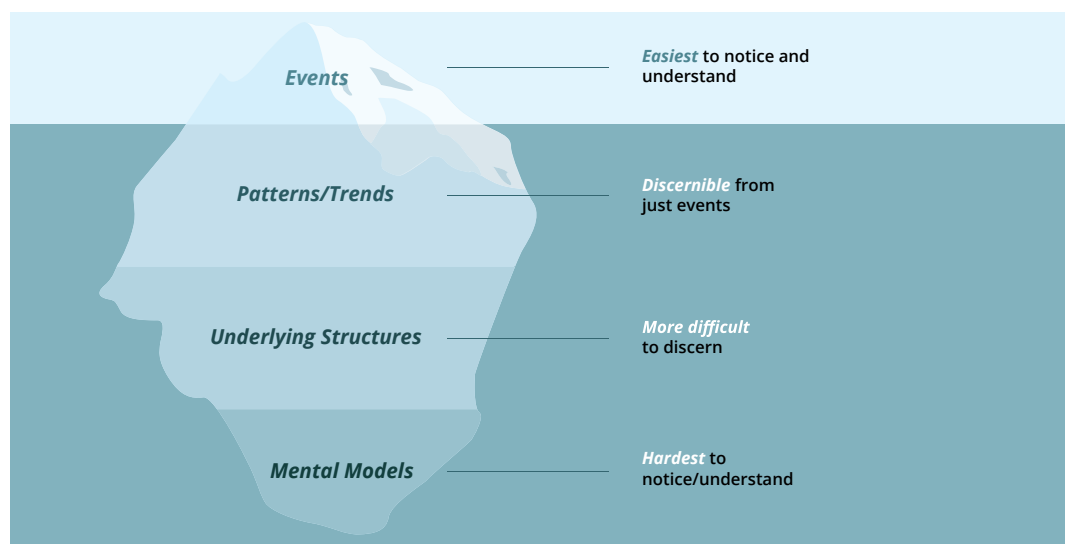 Events
Easiest to notice and
understand
Patterns/Trends
Discernible from
just events
Underlying Structures
More difficult
to discern
Mental Models
Hardest to
notice/understand